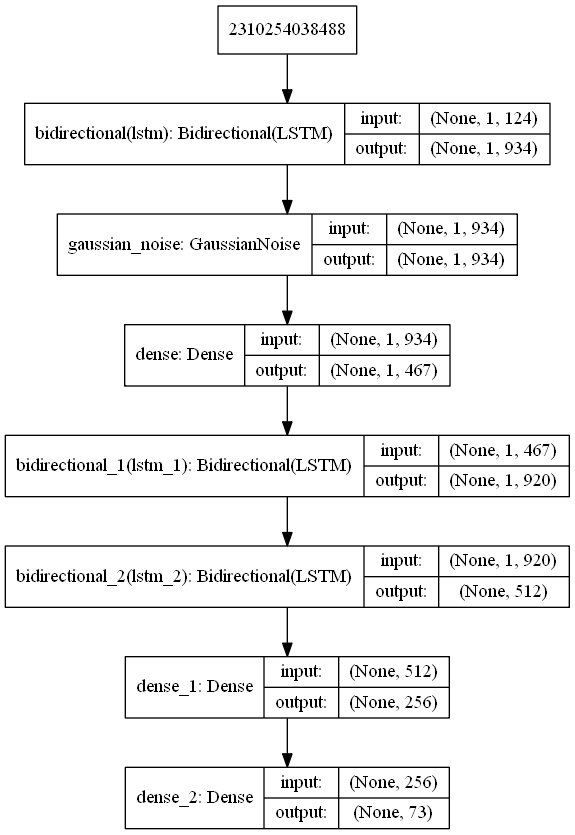 2310254038488
bidirectional(lstm): Bidirectional(LSTM)
input: (None, 1, 124)
output: (None, 1, 934)
gaussian_noise: GaussianNoise
input: (None, 1, 934)
output: (None, 1, 934)
dense: Dense
input: (None, 1, 934)
output: (None, 1, 467)
bidirectional_1(lstm_1): Bidirectional(LSTM)
input: (None, 1, 467)
output: (None, 1, 920)
bidirectional_2(lstm_2): Bidirectional(LSTM)
input: (None, 1, 920)
output: (None, 512)
dense_1: Dense
input: (None, 512)
output: (None, 256)
dense_2: Dense
input: (None, 256)
output: (None, 73)